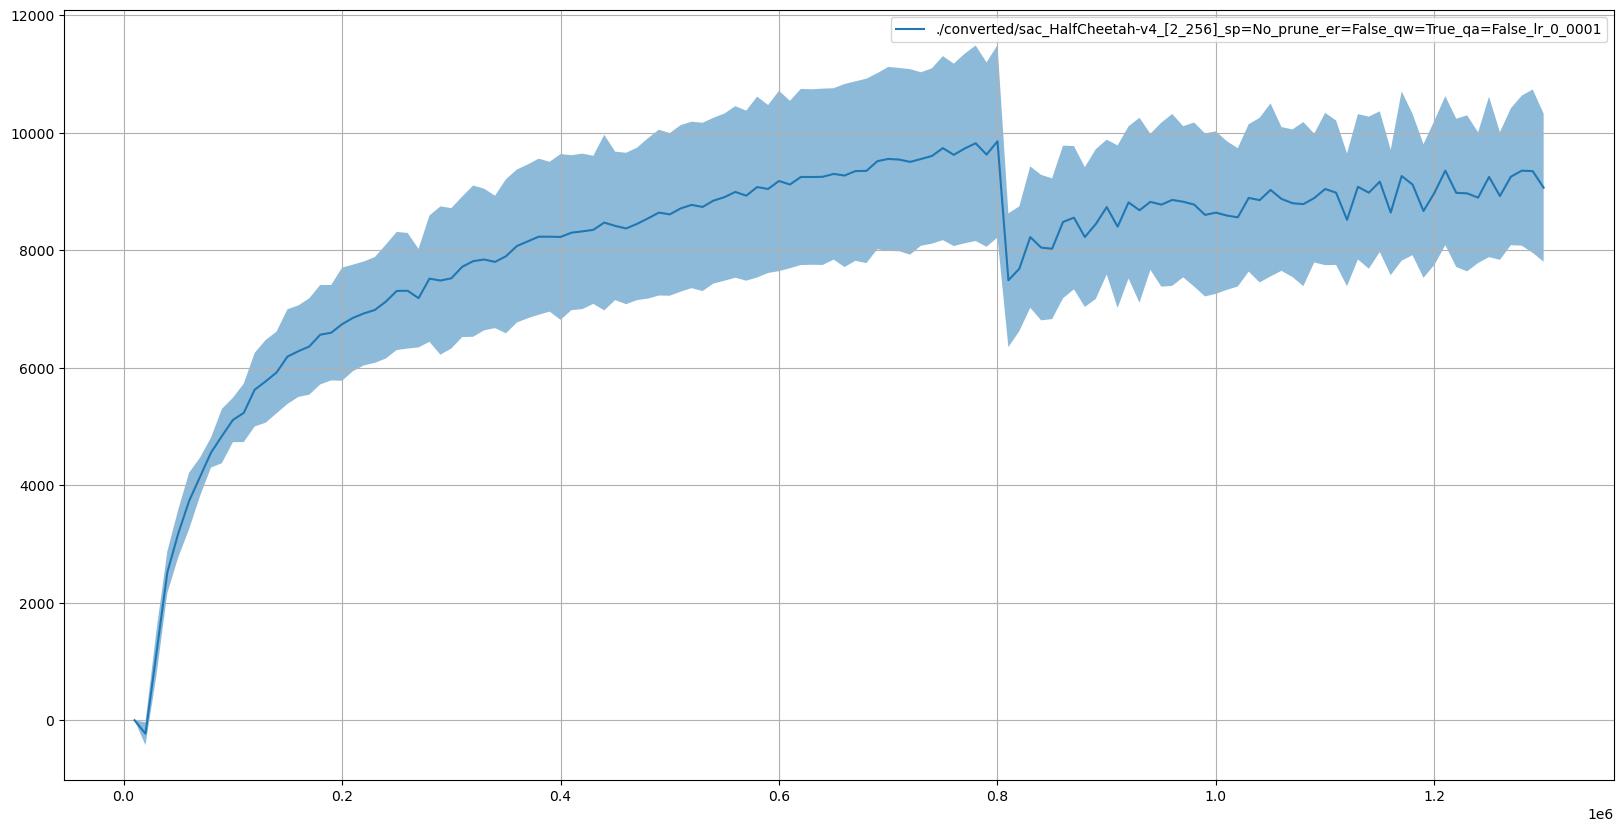 ./converted/sac_HalfCheetah-v4_[2_256]_sp=No_prune_er=False_qw=True_qa=False_lr_0_0001
12000
10000
8000
6000
4000
2000
0
0.0 0.2 0.4 0.6 0.8 1.0 1.2
1e6